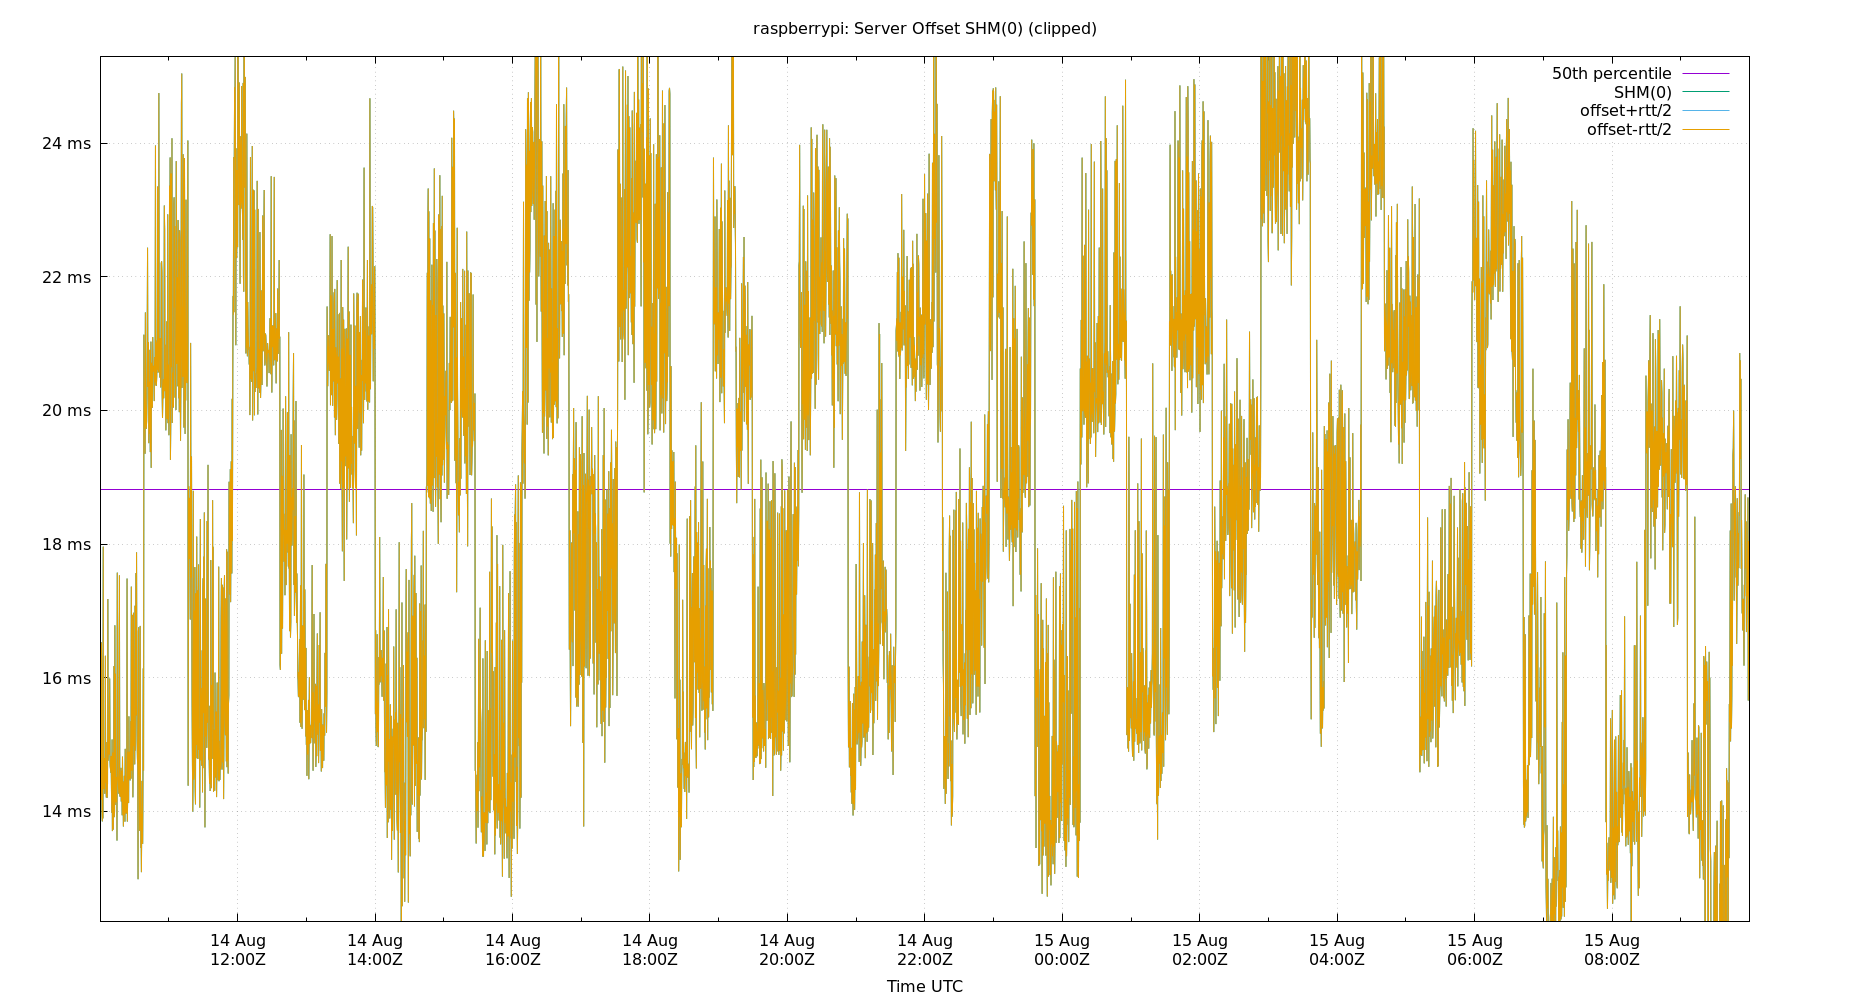 raspberrypi: Server Offset SHM(0) (clipped)
50th percentile
SHM(0)
offset+rtt/2
offset-rtt/2
24 ms
22 ms
20 ms
18 ms
16 ms
14 ms
14 Aug 14 Aug 14 Aug 14 Aug 14 Aug 14 Aug 15 Aug 15 Aug 15 Aug 15 Aug 15 Aug
12:00Z 14:00Z 16:00Z 18:00Z 20:00Z 22:00Z 00:00Z 02:00Z 04:00Z 06:00Z 08:00Z
Time UTC